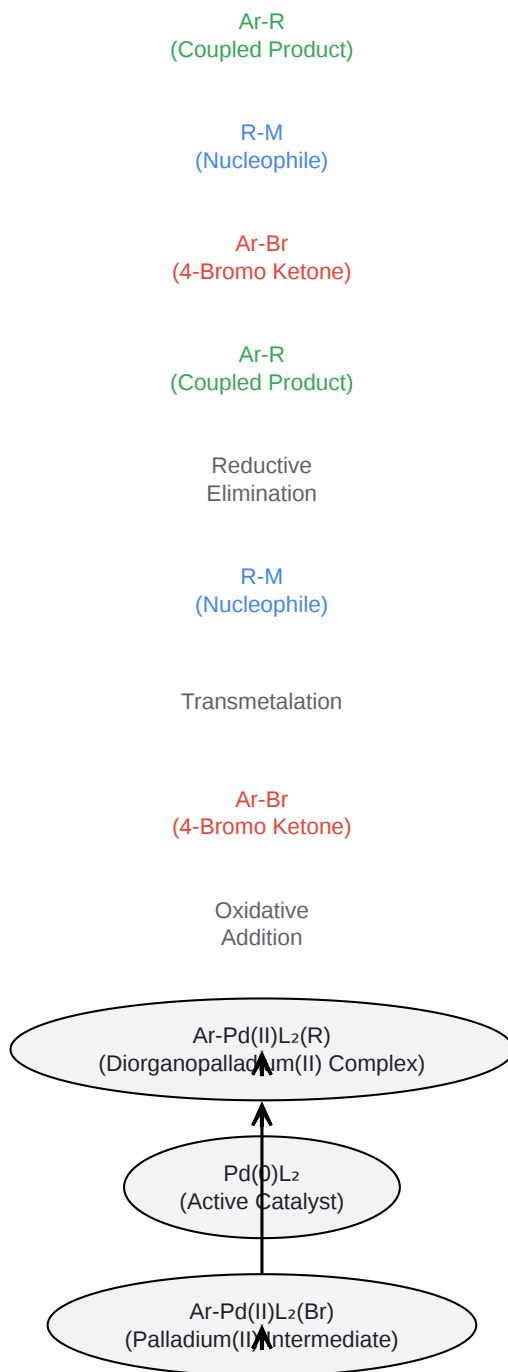 Ar-R
(Coupled Product)
R-M
(Nucleophile)
Ar-Br
(4-Bromo Ketone)
Ar-R
(Coupled Product)
Reductive
Elimination
R-M
(Nucleophile)
Transmetalation
Ar-Br
(4-Bromo Ketone)
Oxidative
Addition
Ar-Pd(II)L₂(R)
(Diorganopalladium(II) Complex)
Pd(0)L₂
(Active Catalyst)
Ar-Pd(II)L₂(Br)
(Palladium(II) Intermediate)